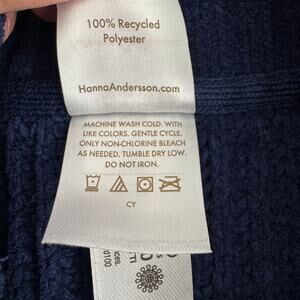 100% Recycled
Polyester
HannaAndersson.com
MACHINE WASH COLD. WITH
LIKE COLORS. GENTLE CYCLE.
ONLY NON-CHLORINE BLEACH
AS NEEDED. TUMBLE DRY LOW.
DO NOT IRON.
CY